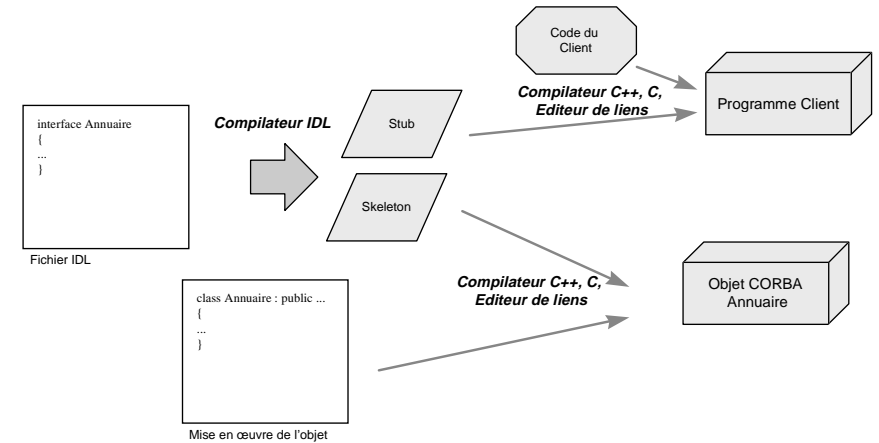 Code du
Client
Compilateur C++, C,
Editeur de liens
Programme Client
interface Annuaire
{
...
}
Fichier IDL
Compilateur IDL
Stub
Skeleton
Compilateur C++, C,
Editeur de liens
Objet CORBA
Annuaire
class Annuaire : public ...
{
...
}
Mise en œuvre de l'objet